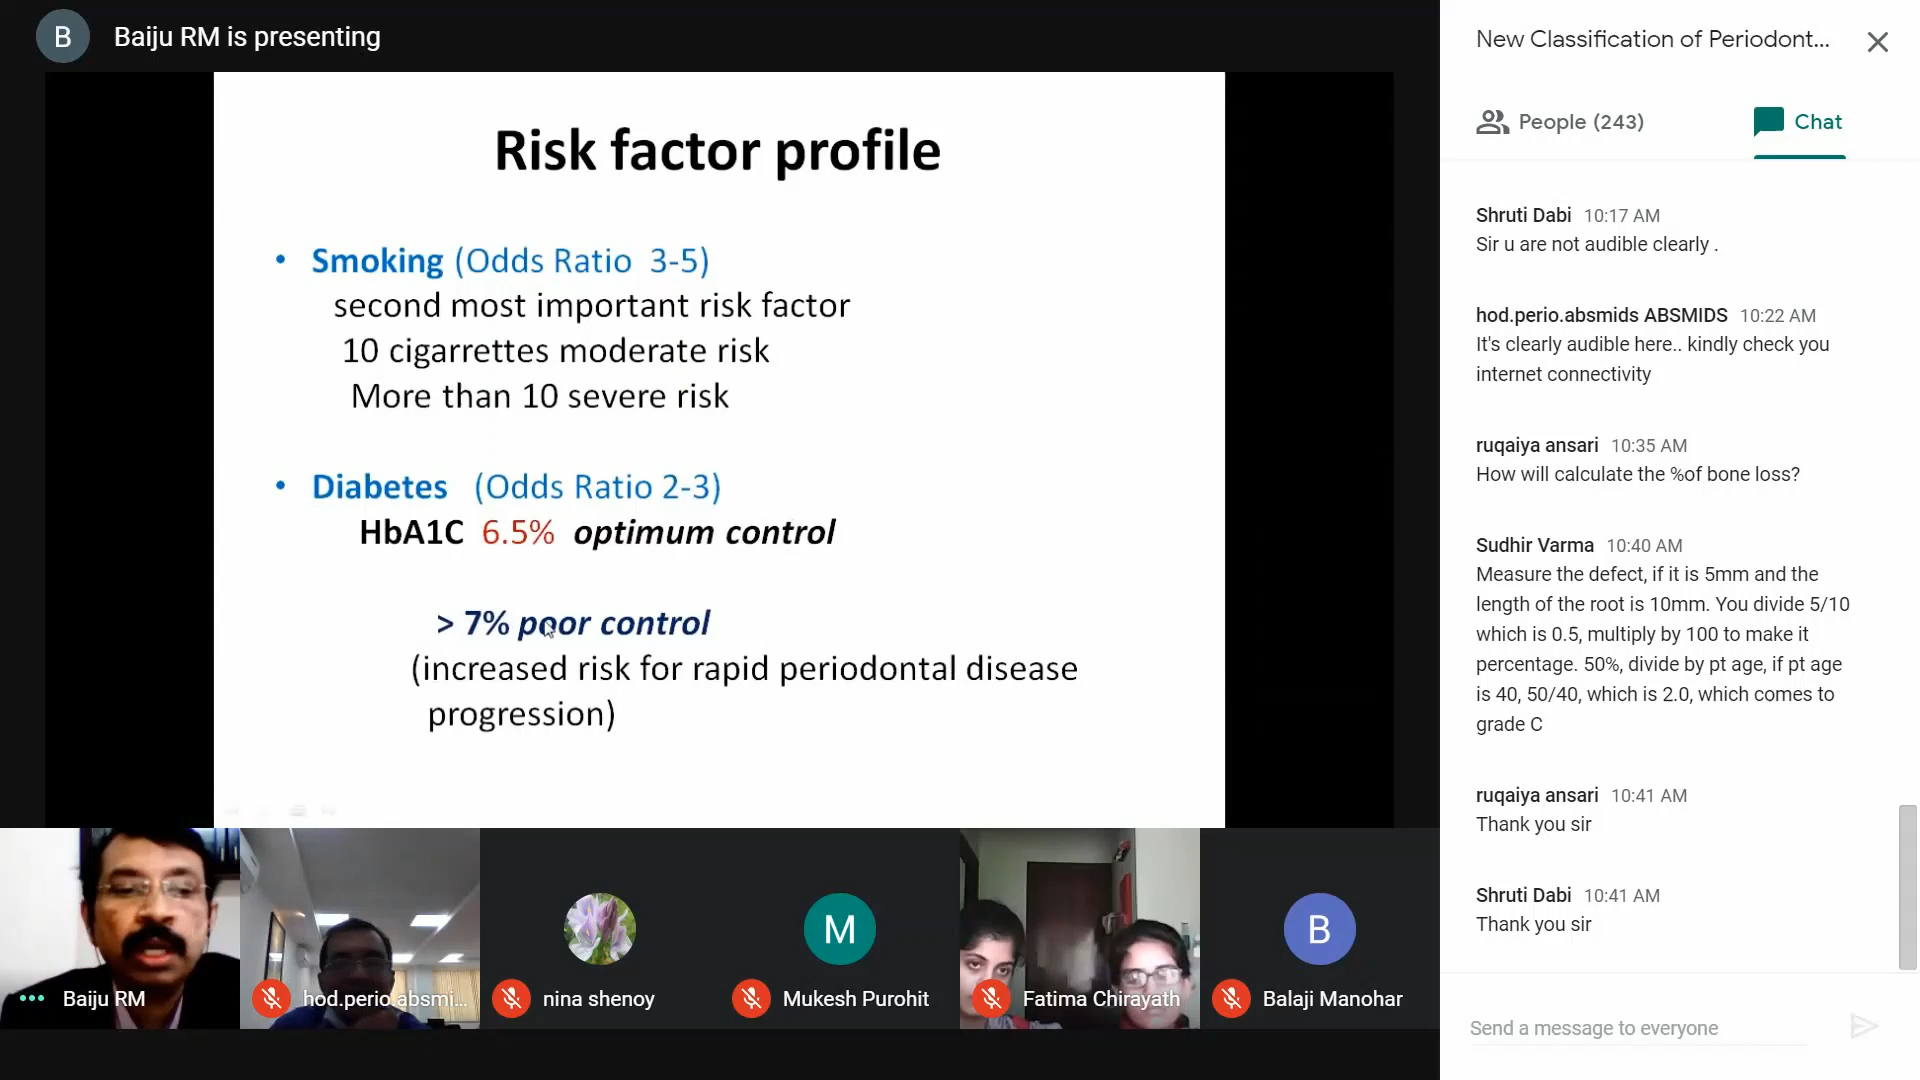 B
Baiju RM is presenting
Risk factor profile
• Smoking (Odds Ratio 3-5)
second most important risk factor
10 cigarrettes moderate risk
More than 10 severe risk
• Diabetes (Odds Ratio 2-3)
HbA1C 6.5% optimum control
> 7% poor control
(increased risk for rapid periodontal disease
progression)
Baiju RM
hod.perio.absmi...
nina shenoy
M
Mukesh Purohit
Fatima Chirayath
B
Balaji Manohar
New Classification of Periodont...
People (243)
Chat
Shruti Dabi 10:17 AM
Sir u are not audible clearly .
hod.perio.absmids ABSMIDS 10:22 AM
It's clearly audible here.. kindly check you
internet connectivity
ruqaiya ansari 10:35 AM
How will calculate the %of bone loss?
Sudhir Varma 10:40 AM
Measure the defect, if it is 5mm and the
length of the root is 10mm. You divide 5/10
which is 0.5, multiply by 100 to make it
percentage. 50%, divide by pt age, if pt age
is 40, 50/40, which is 2.0, which comes to
grade C
ruqaiya ansari 10:41 AM
Thank you sir
Shruti Dabi 10:41 AM
Thank you sir
Send a message to everyone